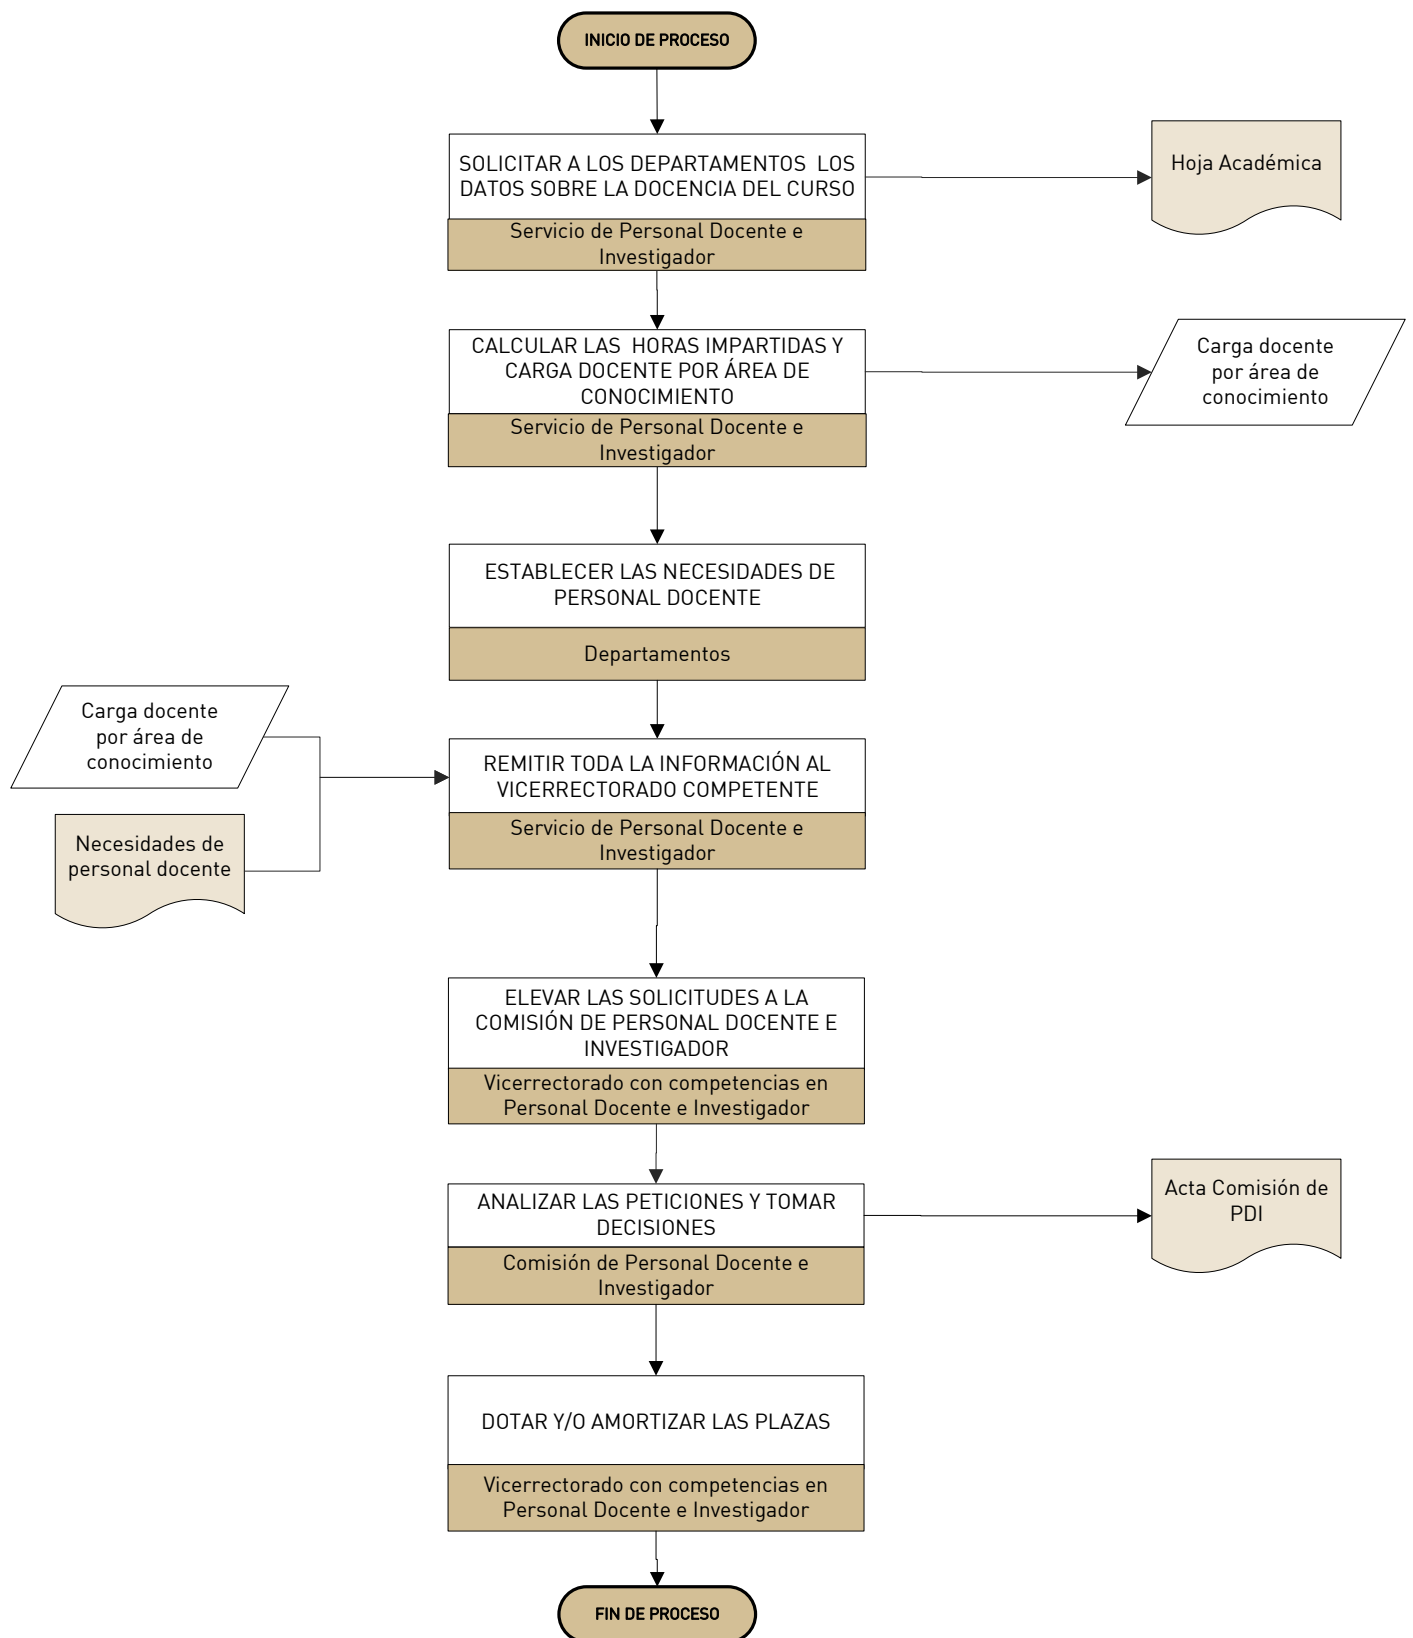 INICIO DE PROCESO
SOLICITAR A LOS DEPARTAMENTOS  LOS
DATOS SOBRE LA DOCENCIA DEL CURSO
Servicio de Personal Docente e
Investigador
Hoja Académica
CALCULAR LAS  HORAS IMPARTIDAS Y
CARGA DOCENTE POR ÁREA DE
CONOCIMIENTO
Servicio de Personal Docente e
Investigador
Carga docente
por área de
conocimiento
ESTABLECER LAS NECESIDADES DE
PERSONAL DOCENTE
Departamentos
Carga docente
por área de
conocimiento
Necesidades de
personal docente
REMITIR TODA LA INFORMACIÓN AL
VICERRECTORADO COMPETENTE
Servicio de Personal Docente e
Investigador
ELEVAR LAS SOLICITUDES A LA
COMISIÓN DE PERSONAL DOCENTE E
INVESTIGADOR
Vicerrectorado con competencias en
Personal Docente e Investigador
ANALIZAR LAS PETICIONES Y TOMAR
DECISIONES
Comisión de Personal Docente e
Investigador
Acta Comisión de
PDI
DOTAR Y/O AMORTIZAR LAS PLAZAS
Vicerrectorado con competencias en
Personal Docente e Investigador
FIN DE PROCESO